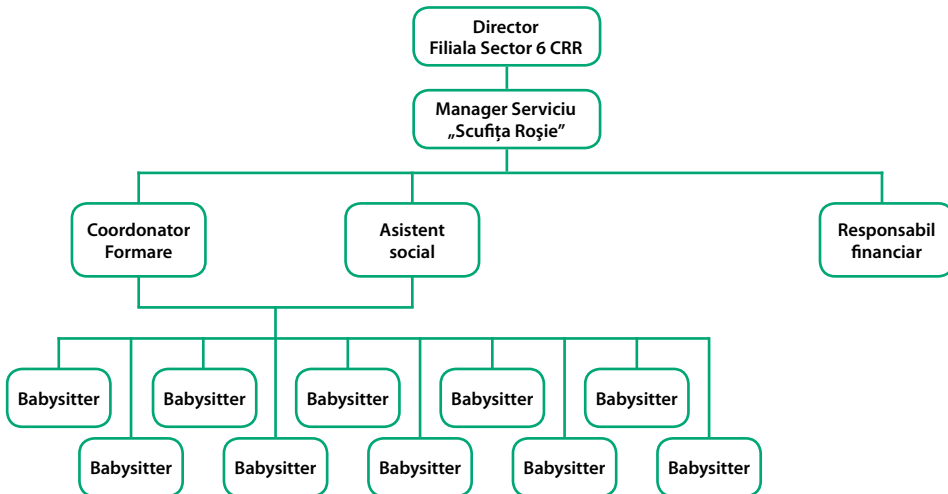 Director
Filiala Sector 6 CRR
Manager Serviciu
„Scufița Roşie”
Coordonator
Formare
Asistent
social
Responsabil
financiar
Babysitter
Babysitter
Babysitter
Babysitter
Babysitter
Babysitter
Babysitter
Babysitter
Babysitter
Babysitter